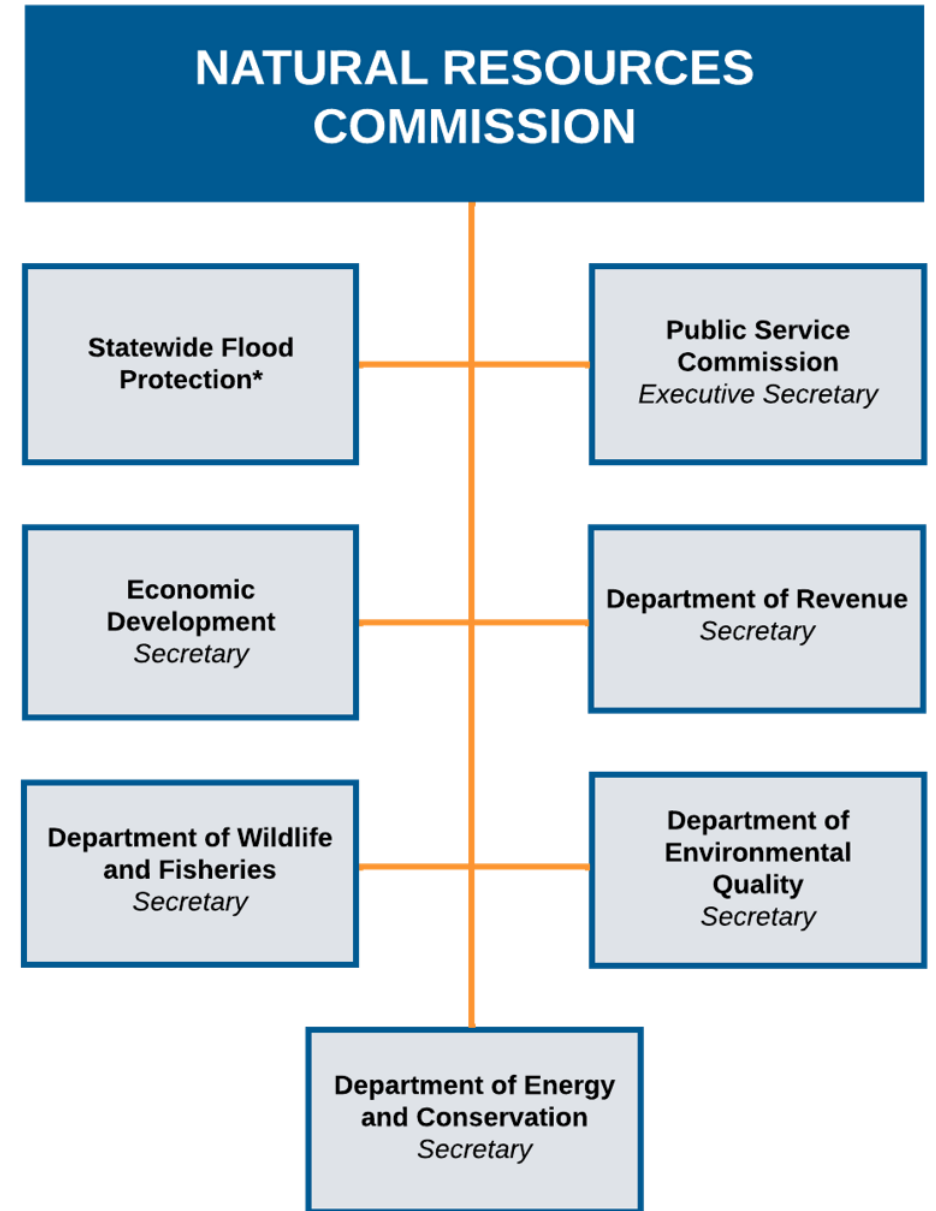 NATURAL RESOURCES
COMMISSION
Statewide Flood
Protection*
Public Service
Commission
Executive Secretary
Economic
Development
Secretary
Department of Revenue
Secretary
Department of Wildlife
and Fisheries
Secretary
Department of
Environmental
Quality
Secretary
Department of Energy
and Conservation
Secretary